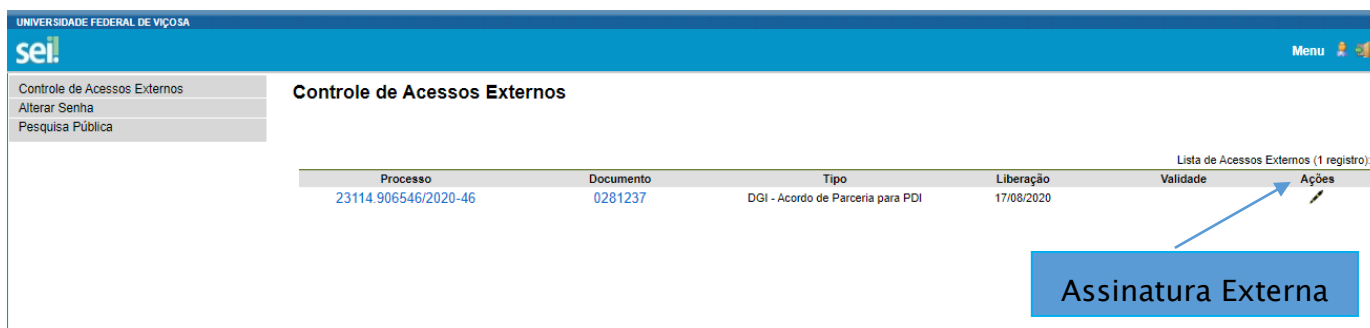 UNIVERSIDADE FEDERAL DE VIÇOSA
sei!
Menu
Controle de Acessos Externos
Alterar Senha
Pesquisa Pública
Controle de Acessos Externos
Lista de Acessos Externos (1 registro):
Processo Documento Tipo Liberação Validade Ações
23114.906546/2020-46 0281237 DGI - Acordo de Parceria para PDI 17/08/2020
Assinatura Externa